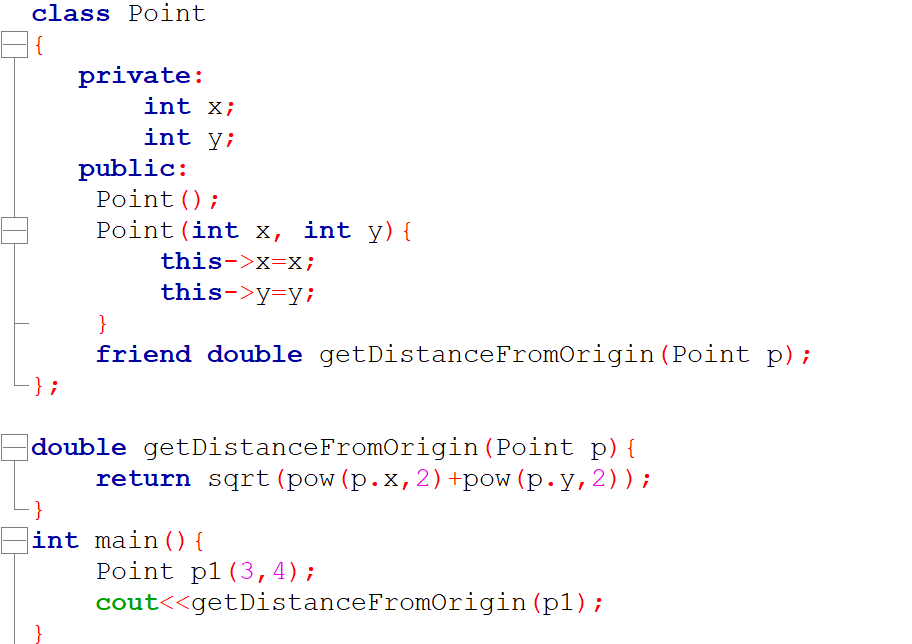 class Point
{
private:
int x;
int y;
public:
Point();
Point(int x, int y){
this->x=x;
this->y=y;
}
friend double getDistanceFromOrigin(Point p);
};
double getDistanceFromOrigin(Point p){
return sqrt(pow(p.x,2)+pow(p.y,2));
}
int main(){
Point p1(3,4);
cout<<getDistanceFromOrigin(p1);
}